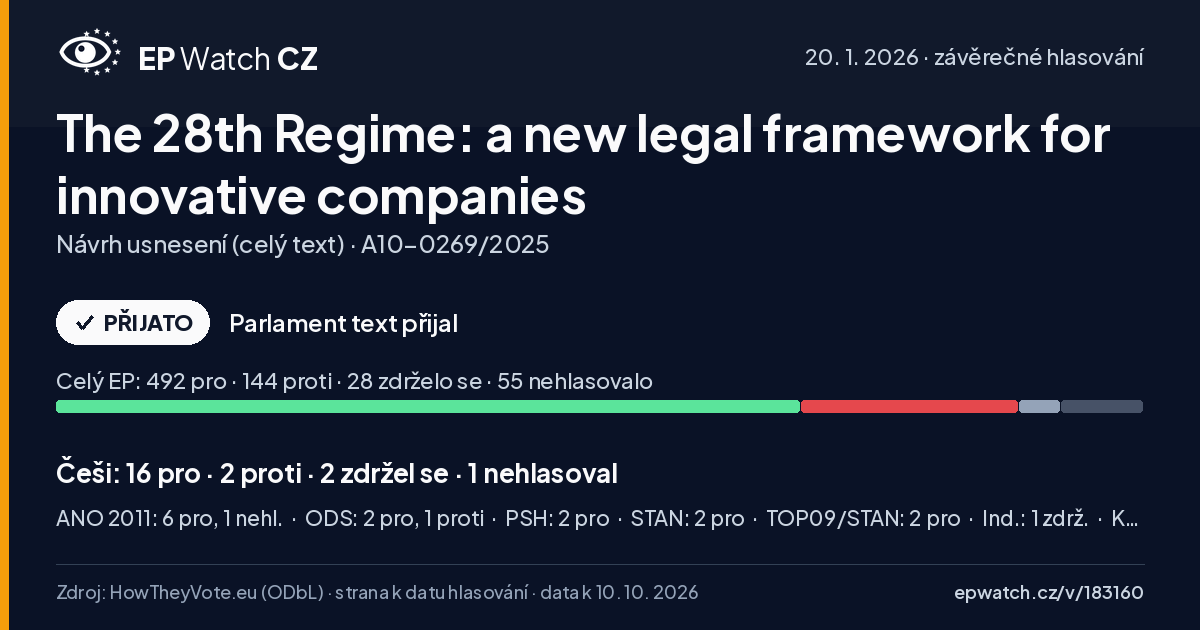 EP Watch CZ
20. 1. 2026 · závěrečné hlasování
The 28th Regime: a new legal framework for
innovative companies
Návrh usnesení (celý text) · A10–0269/2025
✓ PŘIJATO
Parlament text přijal
Celý EP: 492 pro · 144 proti · 28 zdrželo se · 55 nehlasovalo
Češi: 16 pro · 2 proti · 2 zdržel se · 1 nehlasoval
ANO 2011: 6 pro, 1 nehl. · ODS: 2 pro, 1 proti · PSH: 2 pro · STAN: 2 pro · TOP09/STAN: 2 pro · Ind.: 1 zdrž. · K…
Zdroj: HowTheyVote.eu (ODbL) · strana k datu hlasování · data k 10. 10. 2026
epwatch.cz/v/183160